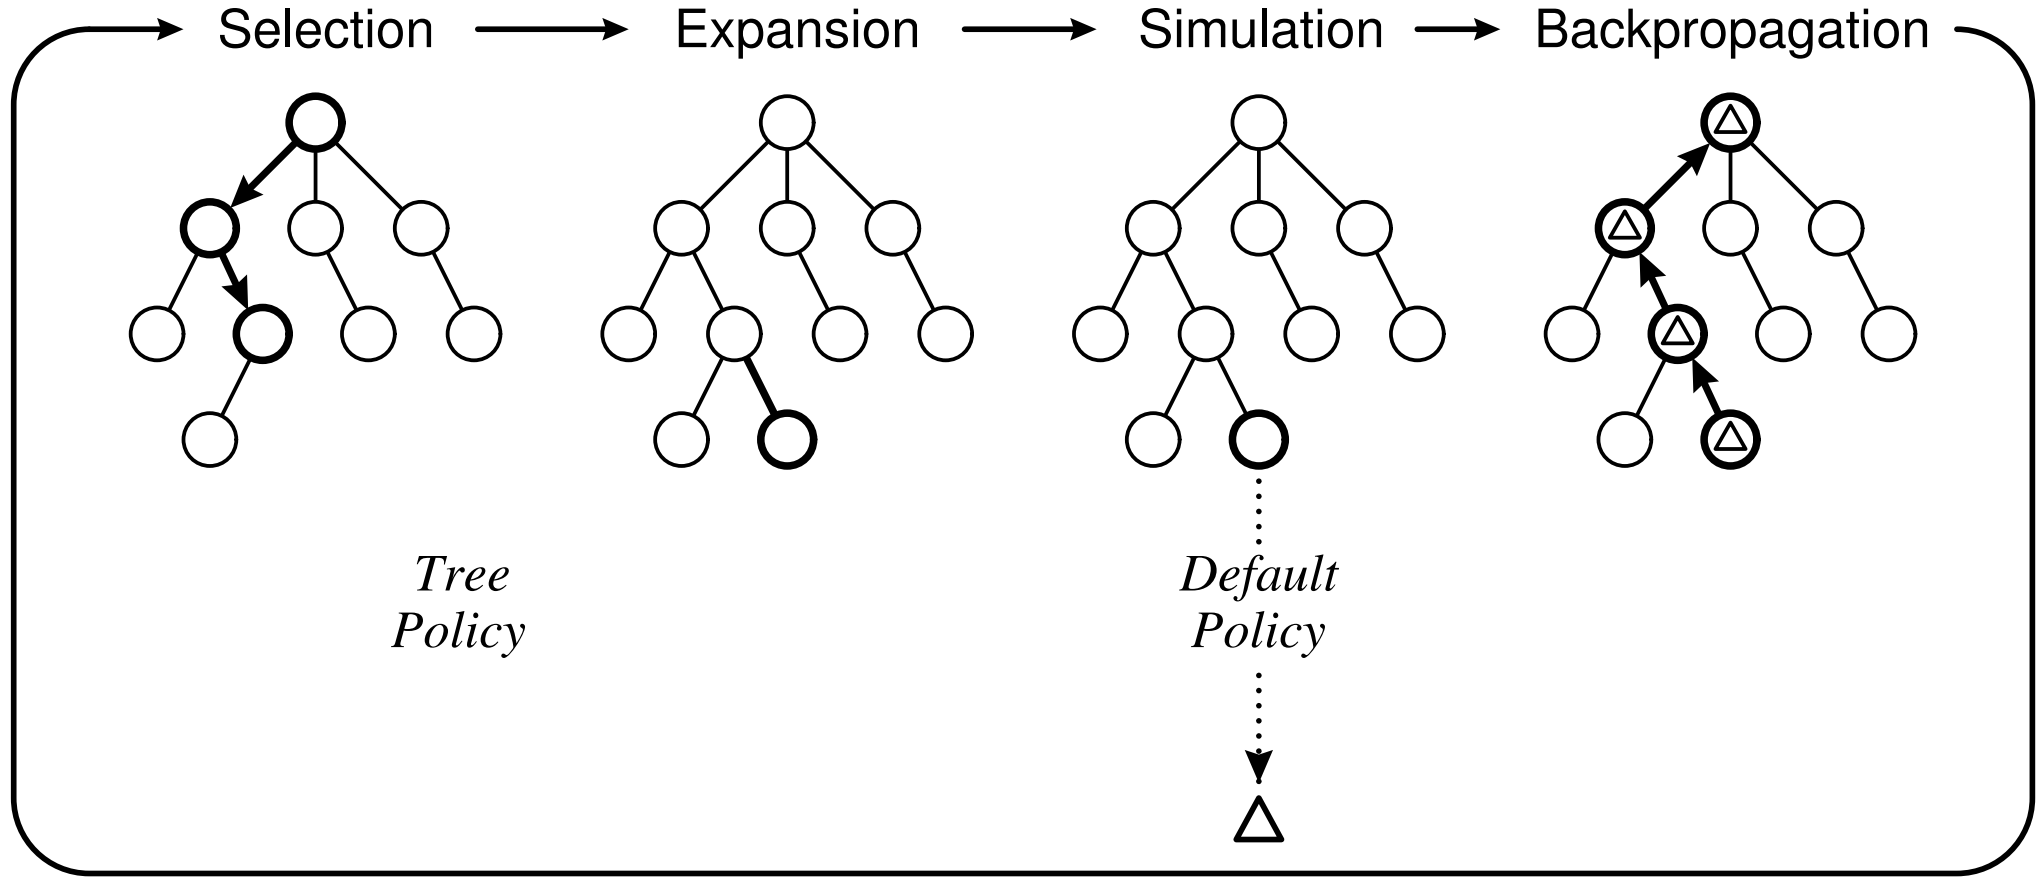 Selection
Expansion
Simulation
Backpropagation
Tree
Policy
Default
Policy